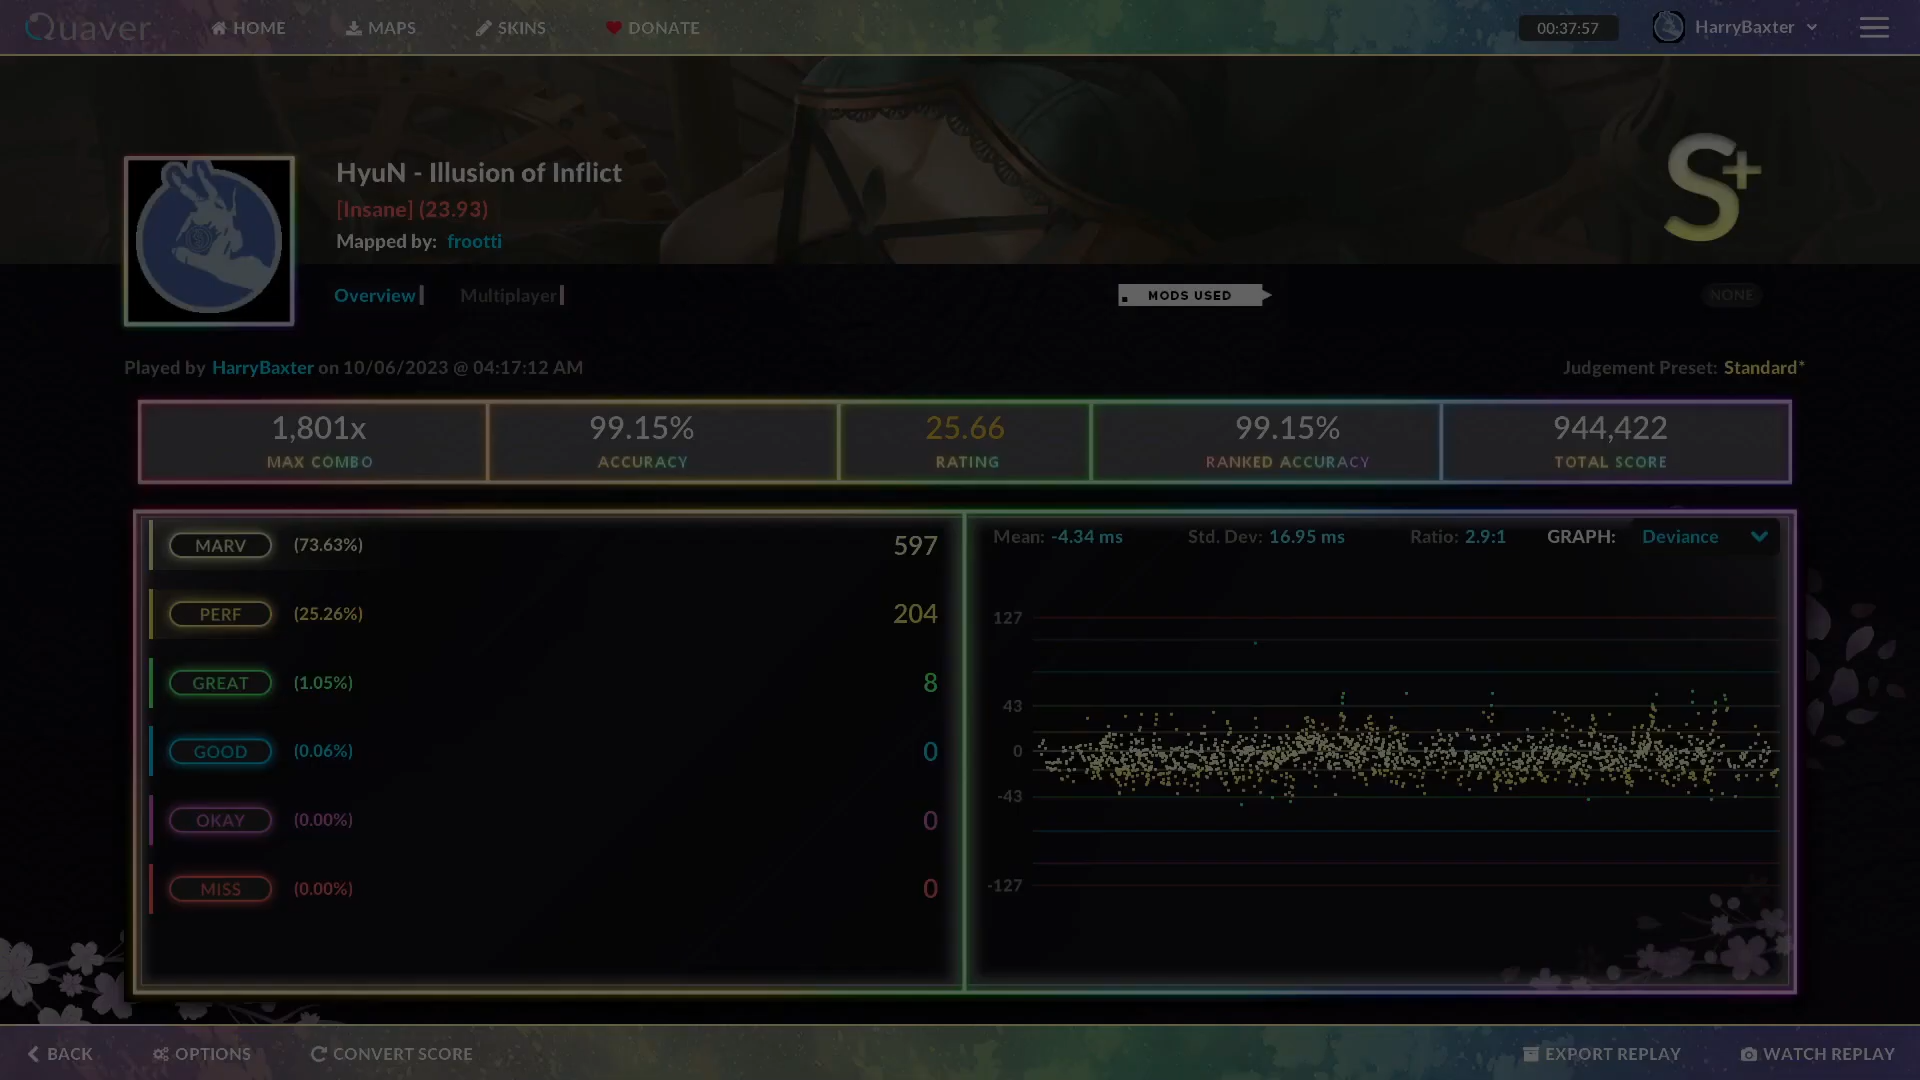 Quaver HOME MAPS SKINS DONATE 00:37:57 HarryBaxter
S+
HyuN - Illusion of Inflict
[Insane] (23.93)
Mapped by: frootti
Overview Multiplayer MODS USED NONE
Played by HarryBaxter on 10/06/2023 @ 04:17:12 AM Judgement Preset: Standard*
1,801x 99.15% 25.66 99.15% 944,422
MAX COMBO ACCURACY RATING RANKED ACCURACY TOTAL SCORE
MARV (73.63%) 597
PERF (25.26%) 204
GREAT (1.05%) 8
GOOD (0.06%) 0
OKAY (0.00%) 0
MISS (0.00%) 0
Mean: -4.34 ms Std. Dev: 16.95 ms Ratio: 2.9:1 GRAPH: Deviance
127
43
0
-43
-127
BACK OPTIONS CONVERT SCORE EXPORT REPLAY WATCH REPLAY